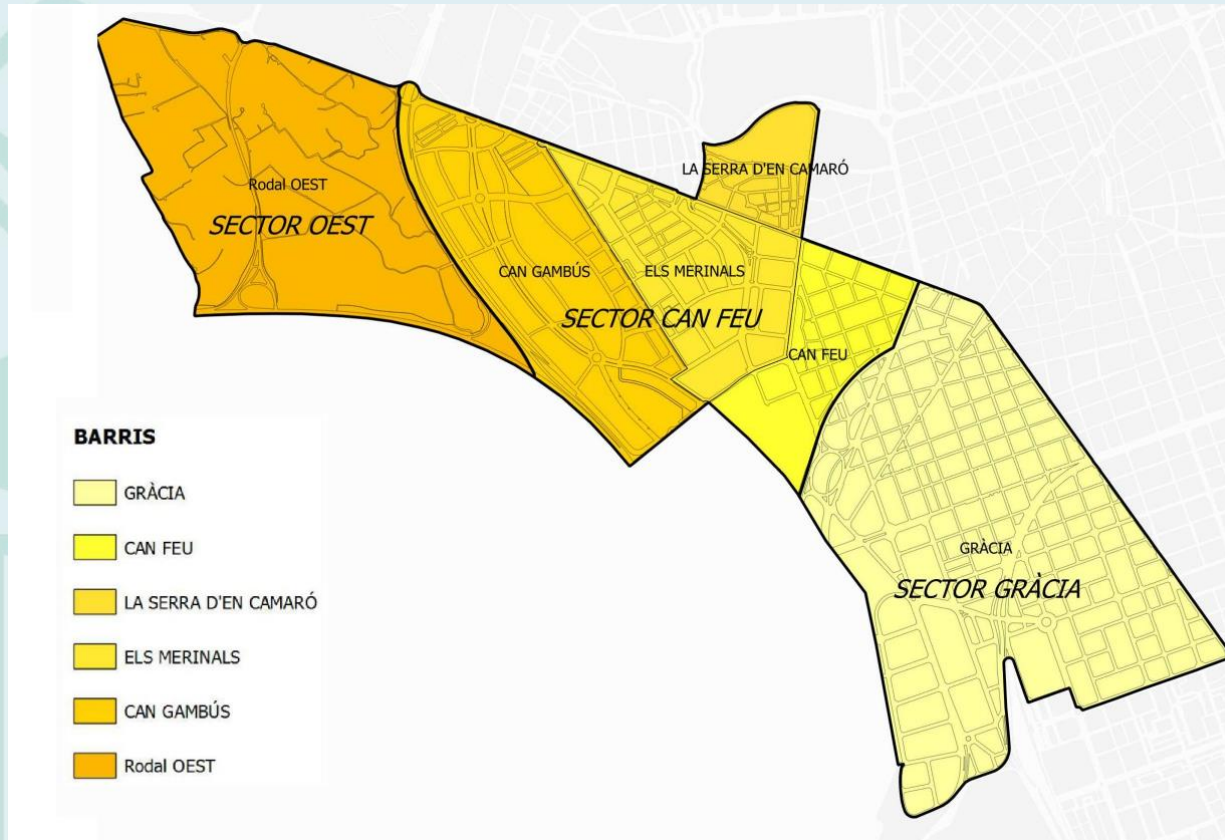 LA SERRA D'EN CAMARÓ
Rodal OEST
SECTOR OEST
CAN GAMBÚS
ELS MERINALS
SECTOR CAN FEU
CAN FEU
GRÀCIA
SECTOR GRÀCIA
BARRIS
GRÀCIA
CAN FEU
LA SERRA D'EN CAMARÓ
ELS MERINALS
CAN GAMBÚS
Rodal OEST